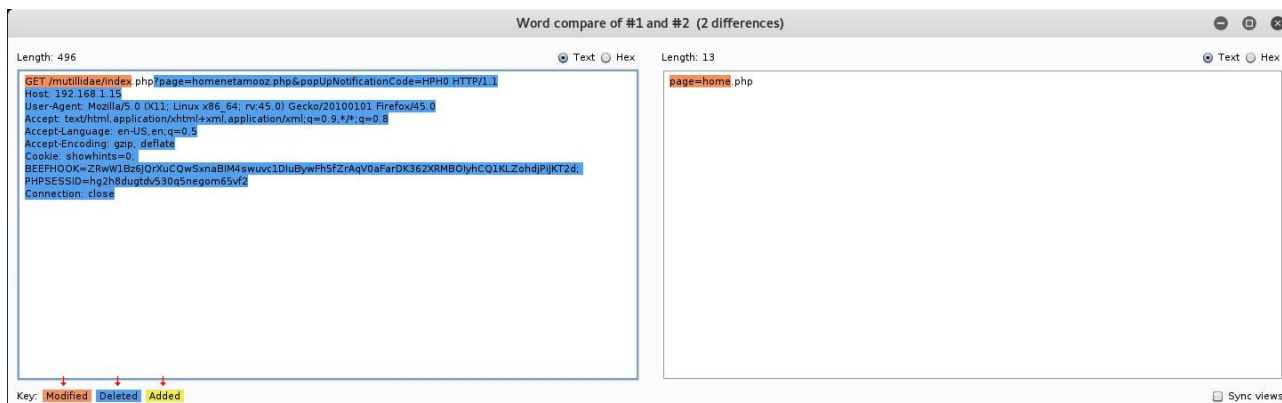 Word compare of #1 and #2 (2 differences)
Length: 496
Text
Hex
GET /mutillidae/index.php?page=homenetamooz.php&popUpNotificationCode=HPH0 HTTP/1.1
Host: 192.168.1.15
User-Agent: Mozilla/5.0 (X11; Linux x86_64; rv:45.0) Gecko/20100101 Firefox/45.0
Accept: text/html,application/xhtml+xml,application/xml;q=0.9,*/*;q=0.8
Accept-Language: en-US,en;q=0.5
Accept-Encoding: gzip, deflate
Cookie: showhints=0;
BEEFHOOK=ZRwW1Bz6JQrXuCQwSxnaBIM4swuvc1DIuBywFh5fZrAqV0aFarDK362XRMBOIyhCQ1KLZohdjPiJKT2d;
PHPSESSID=hg2h8dugtdv530q5negom65vf2
Connection: close
Length: 13
Text
Hex
page=home.php
Key: Modified Deleted Added
Sync views